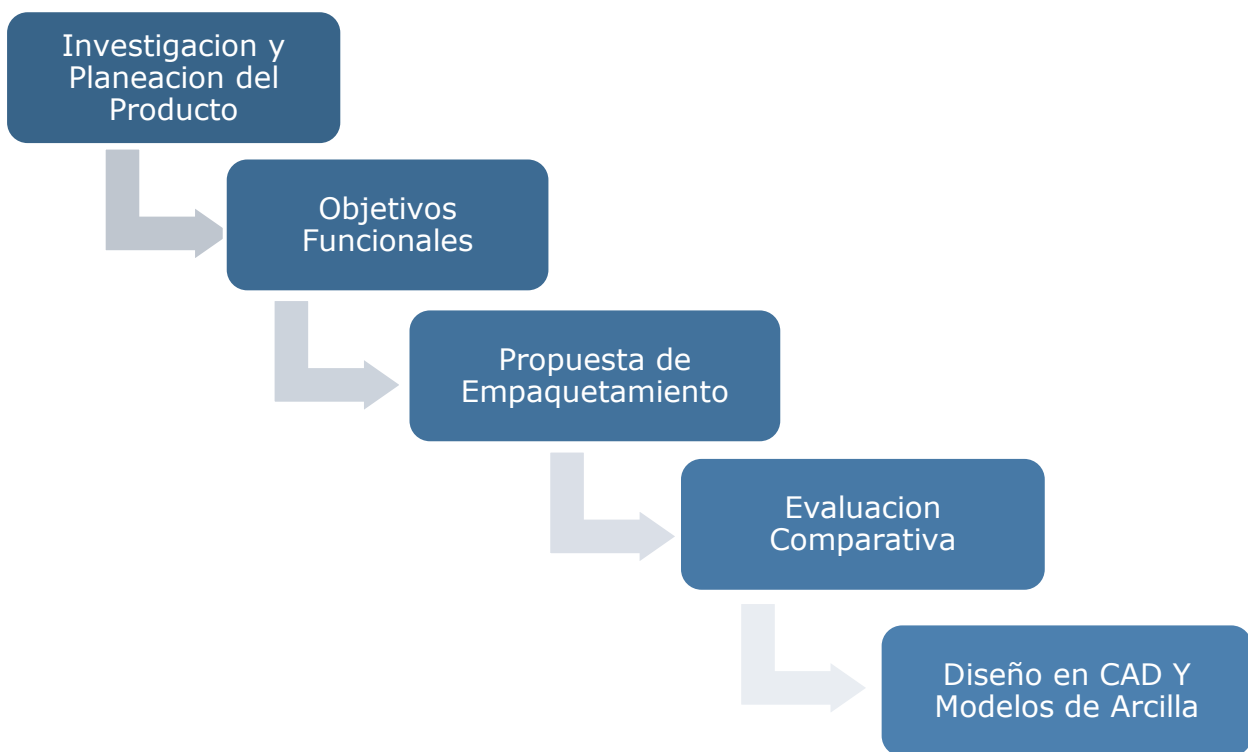 Investigacion y
Planeacion del
Producto
Objetivos
Funcionales
Propuesta de
Empaquetamiento
Evaluacion
Comparativa
Diseño en CAD Y
Modelos de Arcilla